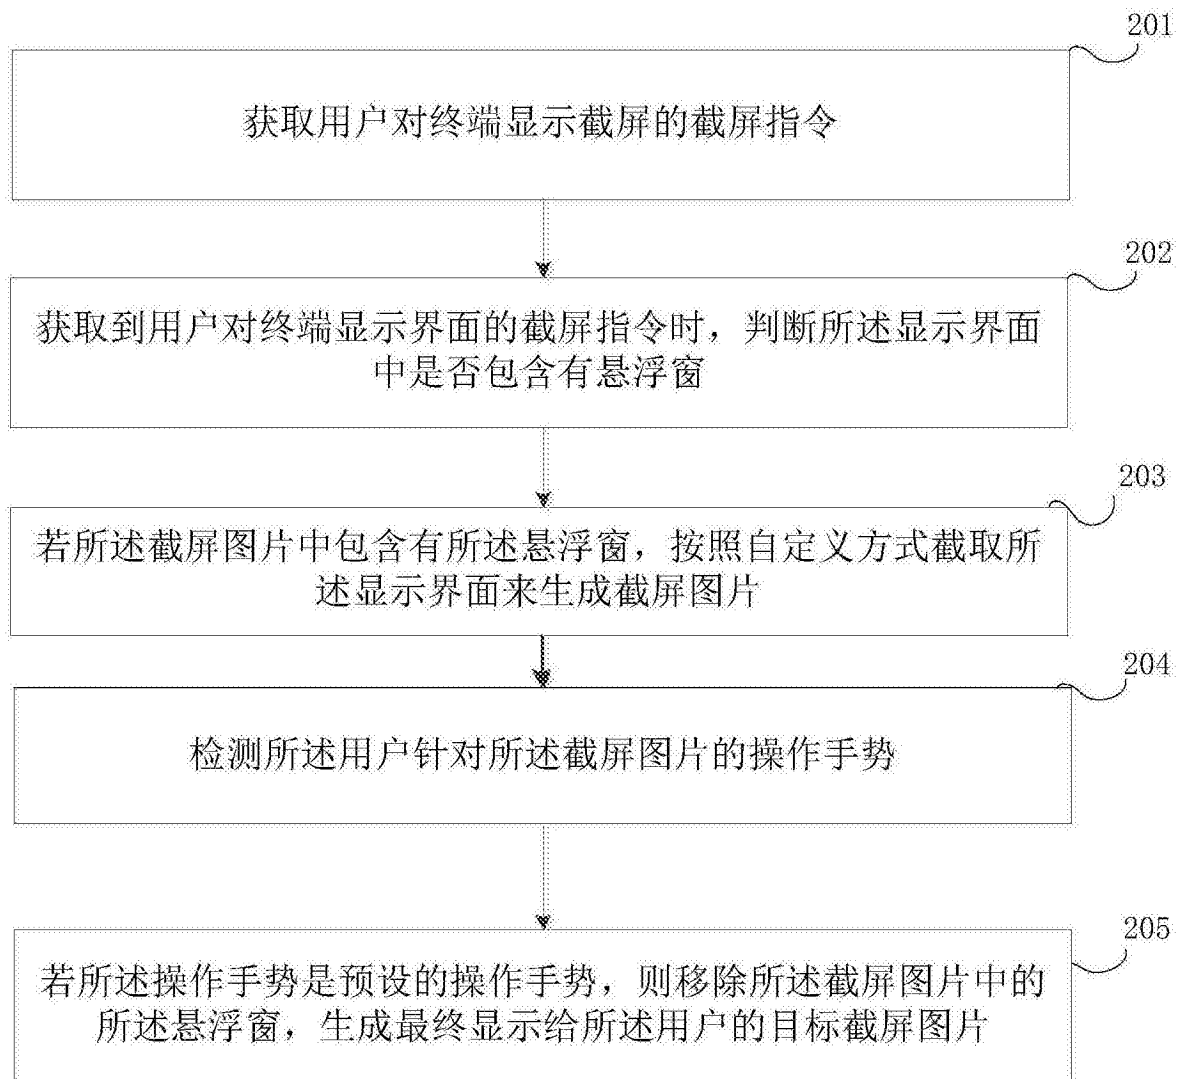 201
获取用户对终端显示截屏的截屏指令
202
获取到用户对终端显示界面的截屏指令时，判断所述显示界面
中是否包含有悬浮窗
203
若所述截屏图片中包含有所述悬浮窗，按照自定义方式截取所
述显示界面来生成截屏图片
204
检测所述用户针对所述截屏图片的操作手势
205
若所述操作手势是预设的操作手势，则移除所述截屏图片中的
所述悬浮窗，生成最终显示给所述用户的目标截屏图片